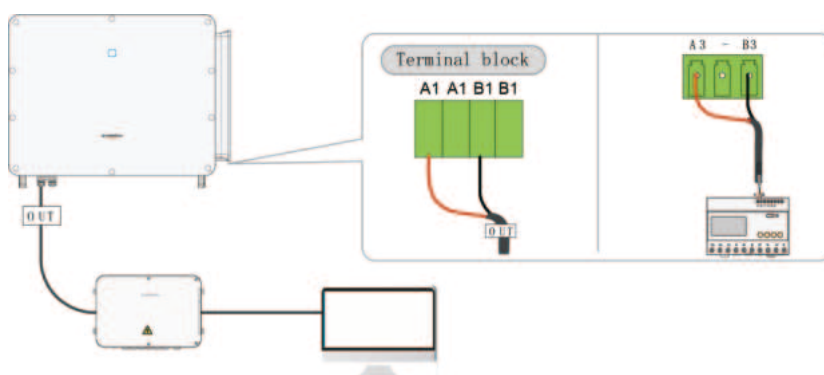 Terminal block
A1 A1 B1 B1
OUT
A3 - B3
OUT